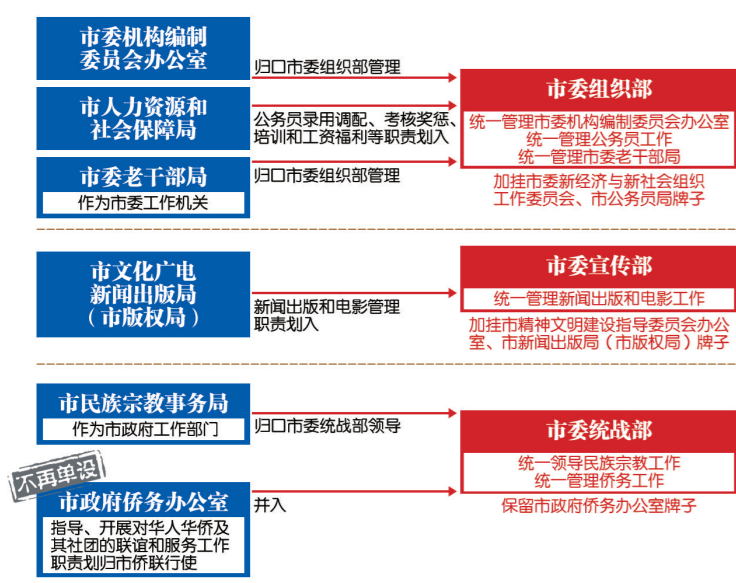 市委机构编制
委员会办公室
归口市委组织部管理
市人力资源和
社会保障局
公务员录用调配、考核奖惩、
培训和工资福利等职责划入
市委老干部局
作为市委工作机关
归口市委组织部管理
市委组织部
统一管理市委机构编制委员会办公室
统一管理公务员工作
统一管理市委老干部局
加挂市委新经济与新社会组织
工作委员会、市公务员局牌子
市文化广电
新闻出版局
（市版权局）
新闻出版和电影管理
职责划入
市委宣传部
统一管理新闻出版和电影工作
加挂市精神文明建设指导委员会办公
室、市新闻出版局（市版权局）牌子
市民族宗教事务局
作为市政府工作部门
归口市委统战部领导
不再单设
市政府侨务办公室
指导、开展对华人华侨及
其社团的联谊和服务工作
职责划归市侨联行使
并入
市委统战部
统一领导民族宗教工作
统一管理侨务工作
保留市政府侨务办公室牌子